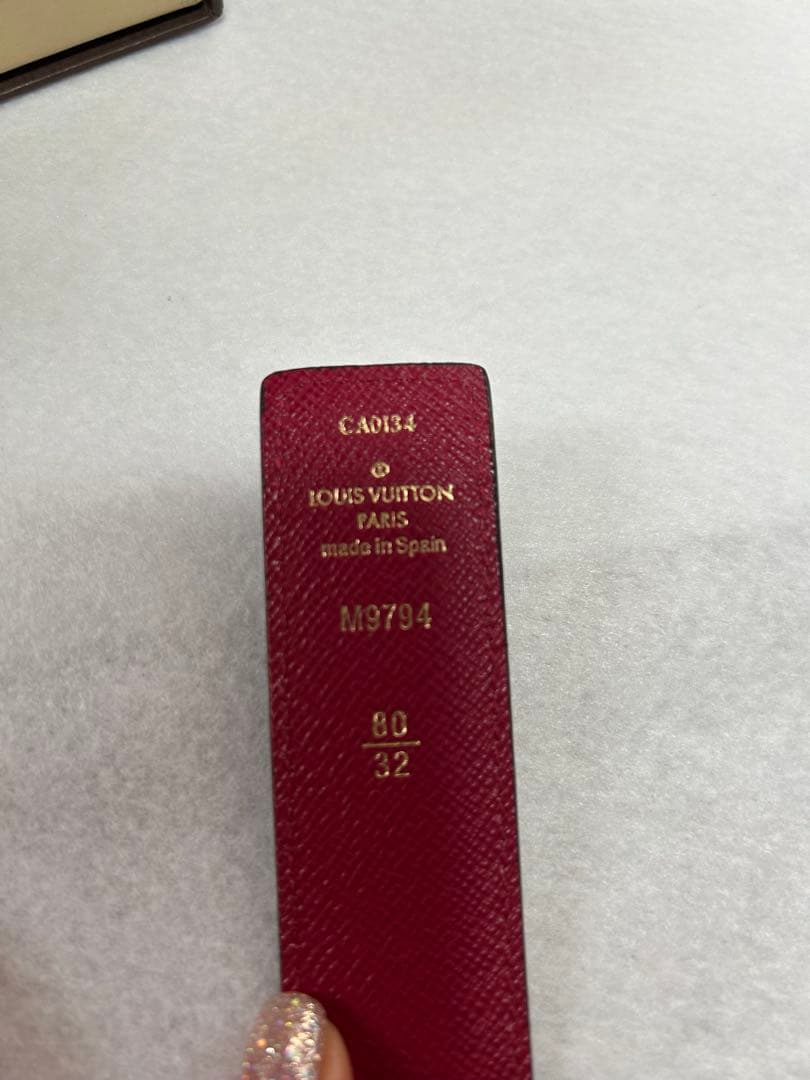 CA0134
®
LOUIS VUITTON
PARIS
made in Spain
M9794
80
32